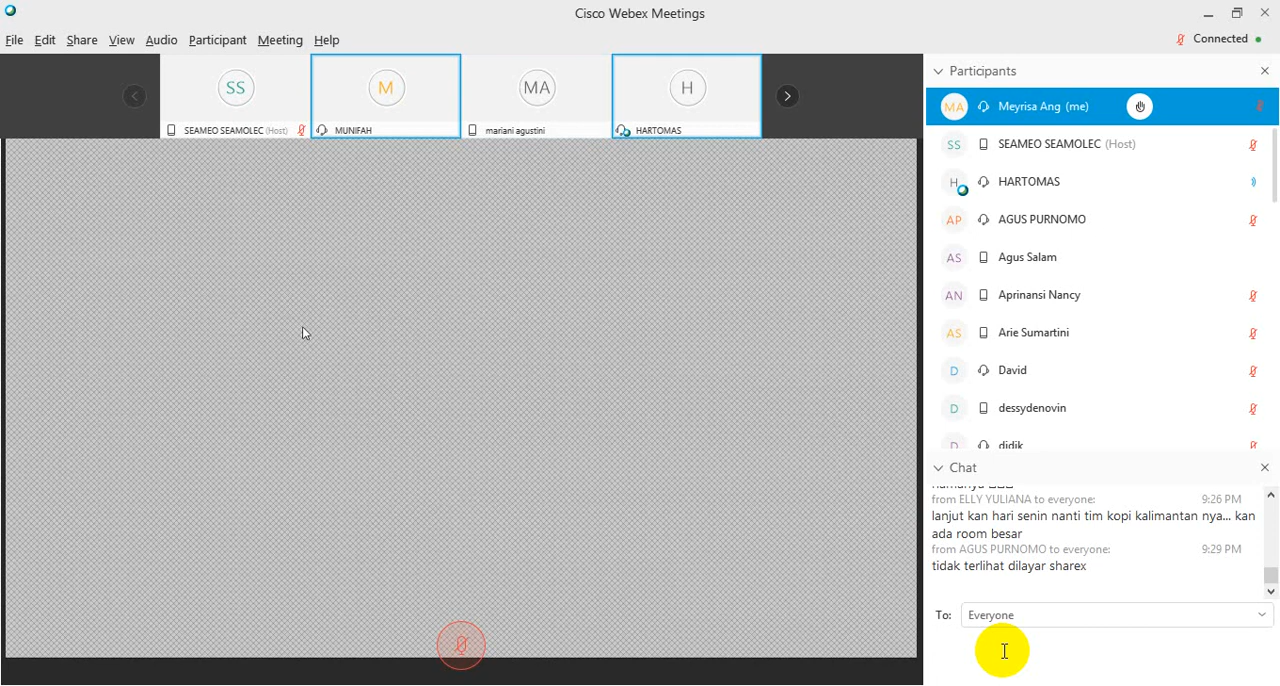 Cisco Webex Meetings
File Edit Share View Audio Participant Meeting Help
Connected
SS
SEAMEO SEAMOLEC (Host)
M
MUNIFAH
MA
mariani agustini
H
HARTOMAS
Participants
MA Meyrisa Ang (me)
SS SEAMEO SEAMOLEC (Host)
H HARTOMAS
AP AGUS PURNOMO
AS Agus Salam
AN Aprinansi Nancy
AS Arie Sumartini
D David
D dessydenovin
D didik
Chat
from ELLY YULIANA to everyone: 9:26 PM
lanjut kan hari senin nanti tim kopi kalimantan nya... kan
ada room besar
from AGUS PURNOMO to everyone: 9:29 PM
tidak terlihat dilayar sharex
To: Everyone